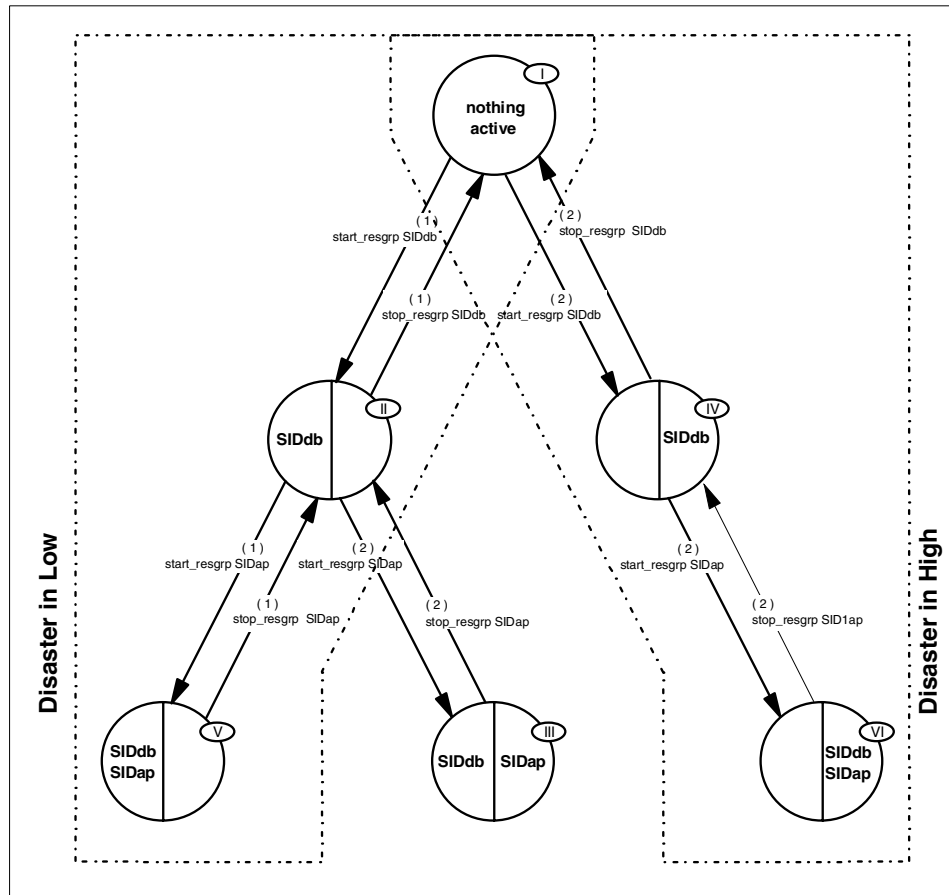 I
nothing
active
( 1 )
start_resgrp SIDdb
( 2 )
stop_resgrp SIDdb
( 1 )
stop_resgrp SIDdb
( 2 )
start_resgrp SIDdb
II
SIDdb
IV
SIDdb
( 1 )
start_resgrp SIDap
( 2 )
start_resgrp SIDap
( 2 )
start_resgrp SIDap
( 1 )
stop_resgrp SIDap
( 2 )
stop_resgrp SIDap
( 2 )
stop_resgrp SID1ap
Disaster in Low
Disaster in High
V
SIDdb
SIDap
III
SIDdb
SIDap
VI
SIDdb
SIDap